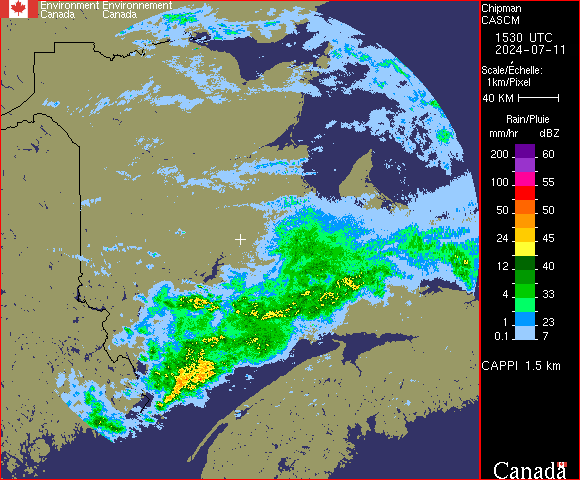 Environment Environnement
Canada Canada
Chipman
CASCM
1530 UTC
2024-07-11
Scale/Échelle:
1km/Pixel
40 KM
Rain/Pluie
mm/hr dBZ
200 60
100 55
50 50
24 45
12 40
4 33
2 23
0.1 7
CAPPI 1.5 km
Canada